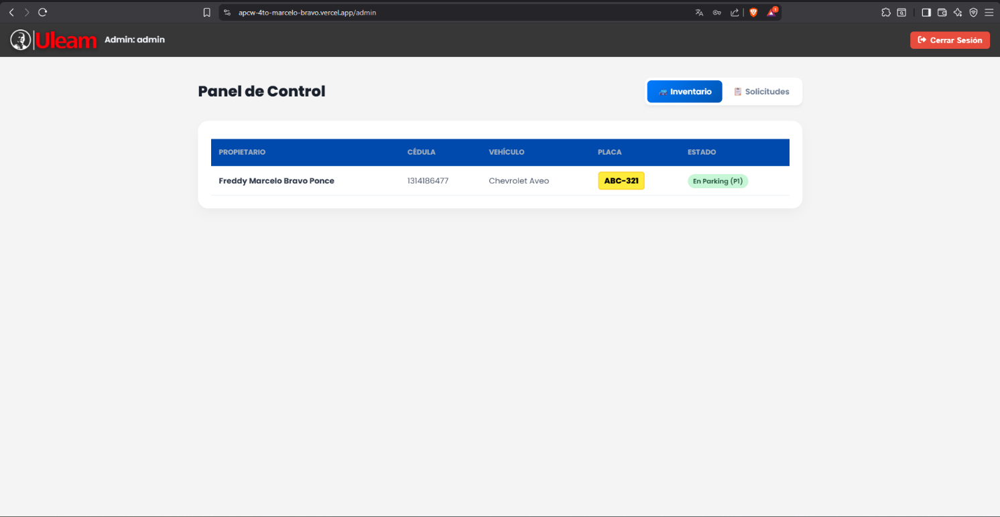 apcw-4to-marcelo-bravo.vercel.app/admin
1
Uleam Admin: admin Cerrar Sesión
Panel de Control Inventario Solicitudes
PROPIETARIO CÉDULA VEHÍCULO PLACA ESTADO
Freddy Marcelo Bravo Ponce 1314186477 Chevrolet Aveo ABC-321 En Parking (P1)